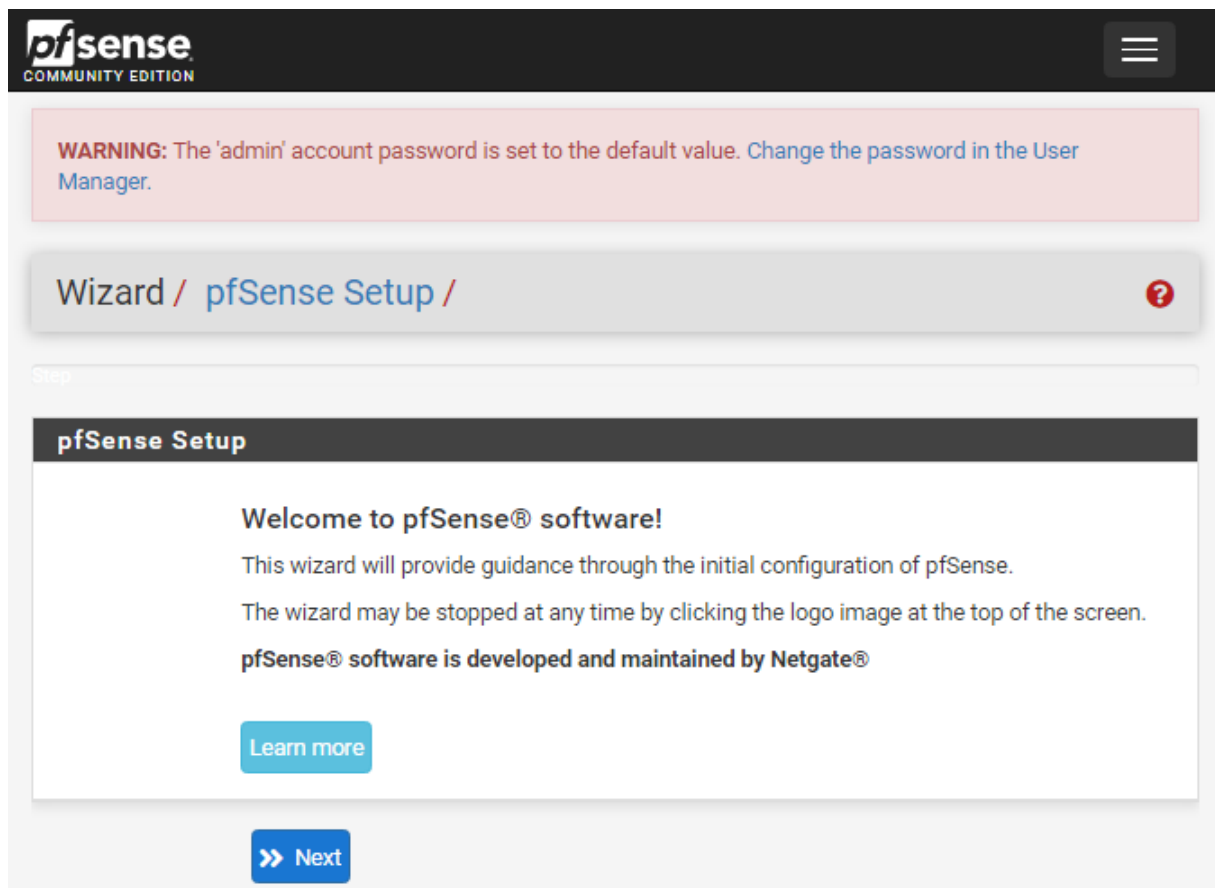 pfsense
COMMUNITY EDITION
WARNING: The 'admin' account password is set to the default value. Change the password in the User
Manager.
Wizard / pfSense Setup /
Step
pfSense Setup
Welcome to pfSense® software!
This wizard will provide guidance through the initial configuration of pfSense.
The wizard may be stopped at any time by clicking the logo image at the top of the screen.
pfSense® software is developed and maintained by Netgate®
Learn more
Next